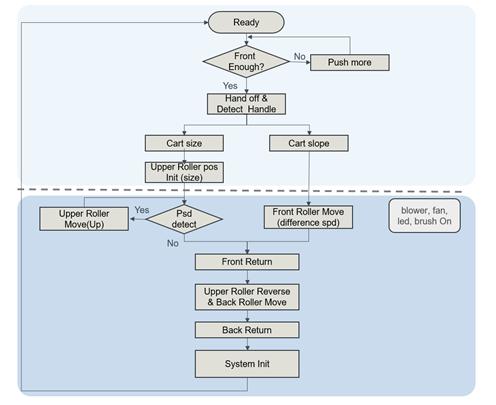 Ready
Front
Enough?
No
Push more
Yes
Hand off &
Detect Handle
Cart size
Cart slope
Upper Roller pos
Init (size)
Upper Roller
Move(Up)
Yes
Psd
detect
Front Roller Move
(difference spd)
blower, fan,
led, brush On
No
Front Return
Upper Roller Reverse
& Back Roller Move
Back Return
System Init